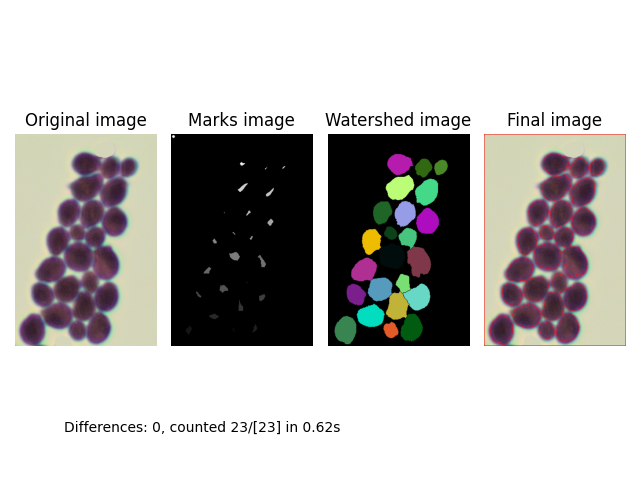 Original image
Marks image
Watershed image
Final image
Differences: 0, counted 23/[23] in 0.62s